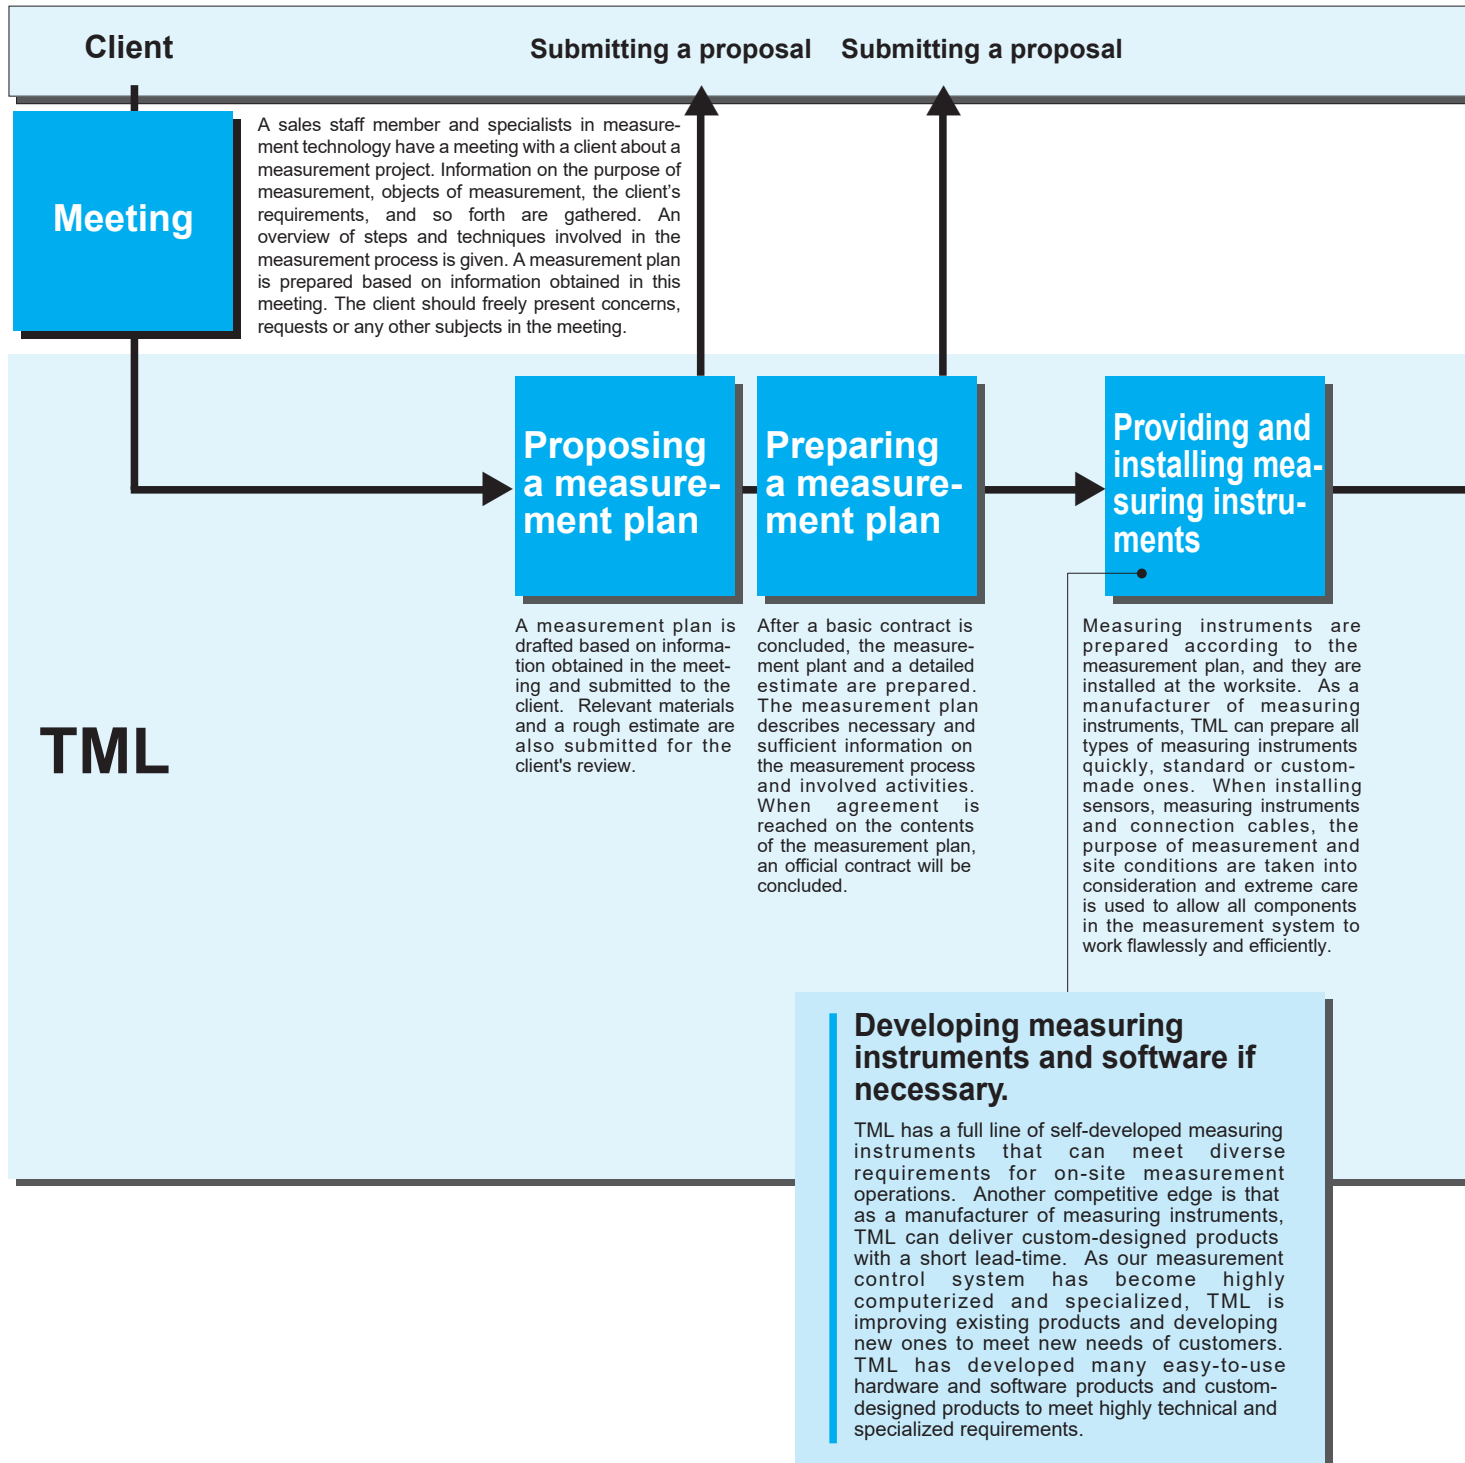 Client
Submitting a proposal
Submitting a proposal
Meeting
A sales staff member and specialists in measure-
ment technology have a meeting with a client about a
measurement project. Information on the purpose of
measurement, objects of measurement, the client's
requirements, and so forth are gathered. An
overview of steps and techniques involved in the
measurement process is given. A measurement plan
is prepared based on information obtained in this
meeting. The client should freely present concerns,
requests or any other subjects in the meeting.
TML
Proposing
a measure-
ment plan
A measurement plan is
drafted based on informa-
tion obtained in the meet-
ing and submitted to the
client. Relevant materials
and a rough estimate are
also submitted for the
client's review.
Preparing
a measure-
ment plan
After a basic contract is
concluded, the measure-
ment plant and a detailed
estimate are prepared.
The measurement plan
describes necessary and
sufficient information on
the measurement process
and involved activities.
When agreement is
reached on the contents
of the measurement plan,
an official contract will be
concluded.
Providing and
installing mea-
suring instru-
ments
Measuring instruments are
prepared according to the
measurement plan, and they are
installed at the worksite. As a
manufacturer of measuring
instruments, TML can prepare all
types of measuring instruments
quickly, standard or custom-
made ones. When installing
sensors, measuring instruments
and connection cables, the
purpose of measurement and
site conditions are taken into
consideration and extreme care
is used to allow all components
in the measurement system to
work flawlessly and efficiently.
Developing measuring
instruments and software if
necessary.
TML has a full line of self-developed measuring
instruments that can meet diverse
requirements for on-site measurement
operations. Another competitive edge is that
as a manufacturer of measuring instruments,
TML can deliver custom-designed products
with a short lead-time. As our measurement
control system has become highly
computerized and specialized, TML is
improving existing products and developing
new ones to meet new needs of customers.
TML has developed many easy-to-use
hardware and software products and custom-
designed products to meet highly technical and
specialized requirements.